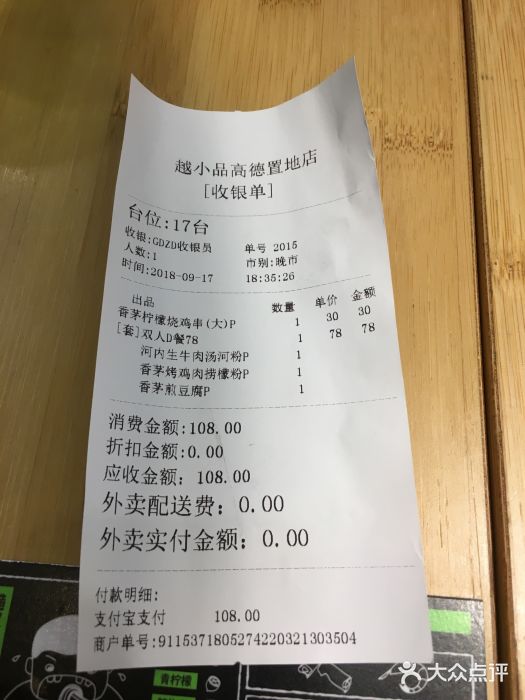 越小品高德置地店
[收银单]
台位:17台
收银:GDZD收银员 单号 2015
人数:1 市别:晚市
时间:2018-09-17 18:35:26
出品 数量 单价 金额
香茅柠檬烧鸡串(大)P 1 30 30
[套]双人D餐78 1 78 78
河内生牛肉汤河粉P 1
香茅烤鸡肉捞檬粉P 1
香茅煎豆腐P 1
消费金额:108.00
折扣金额:0.00
应收金额: 108.00
外卖配送费: 0.00
外卖实付金额: 0.00
付款明细:
支付宝支付 108.00
商户单号:9115371805274220321303504
青柠檬
大众点评